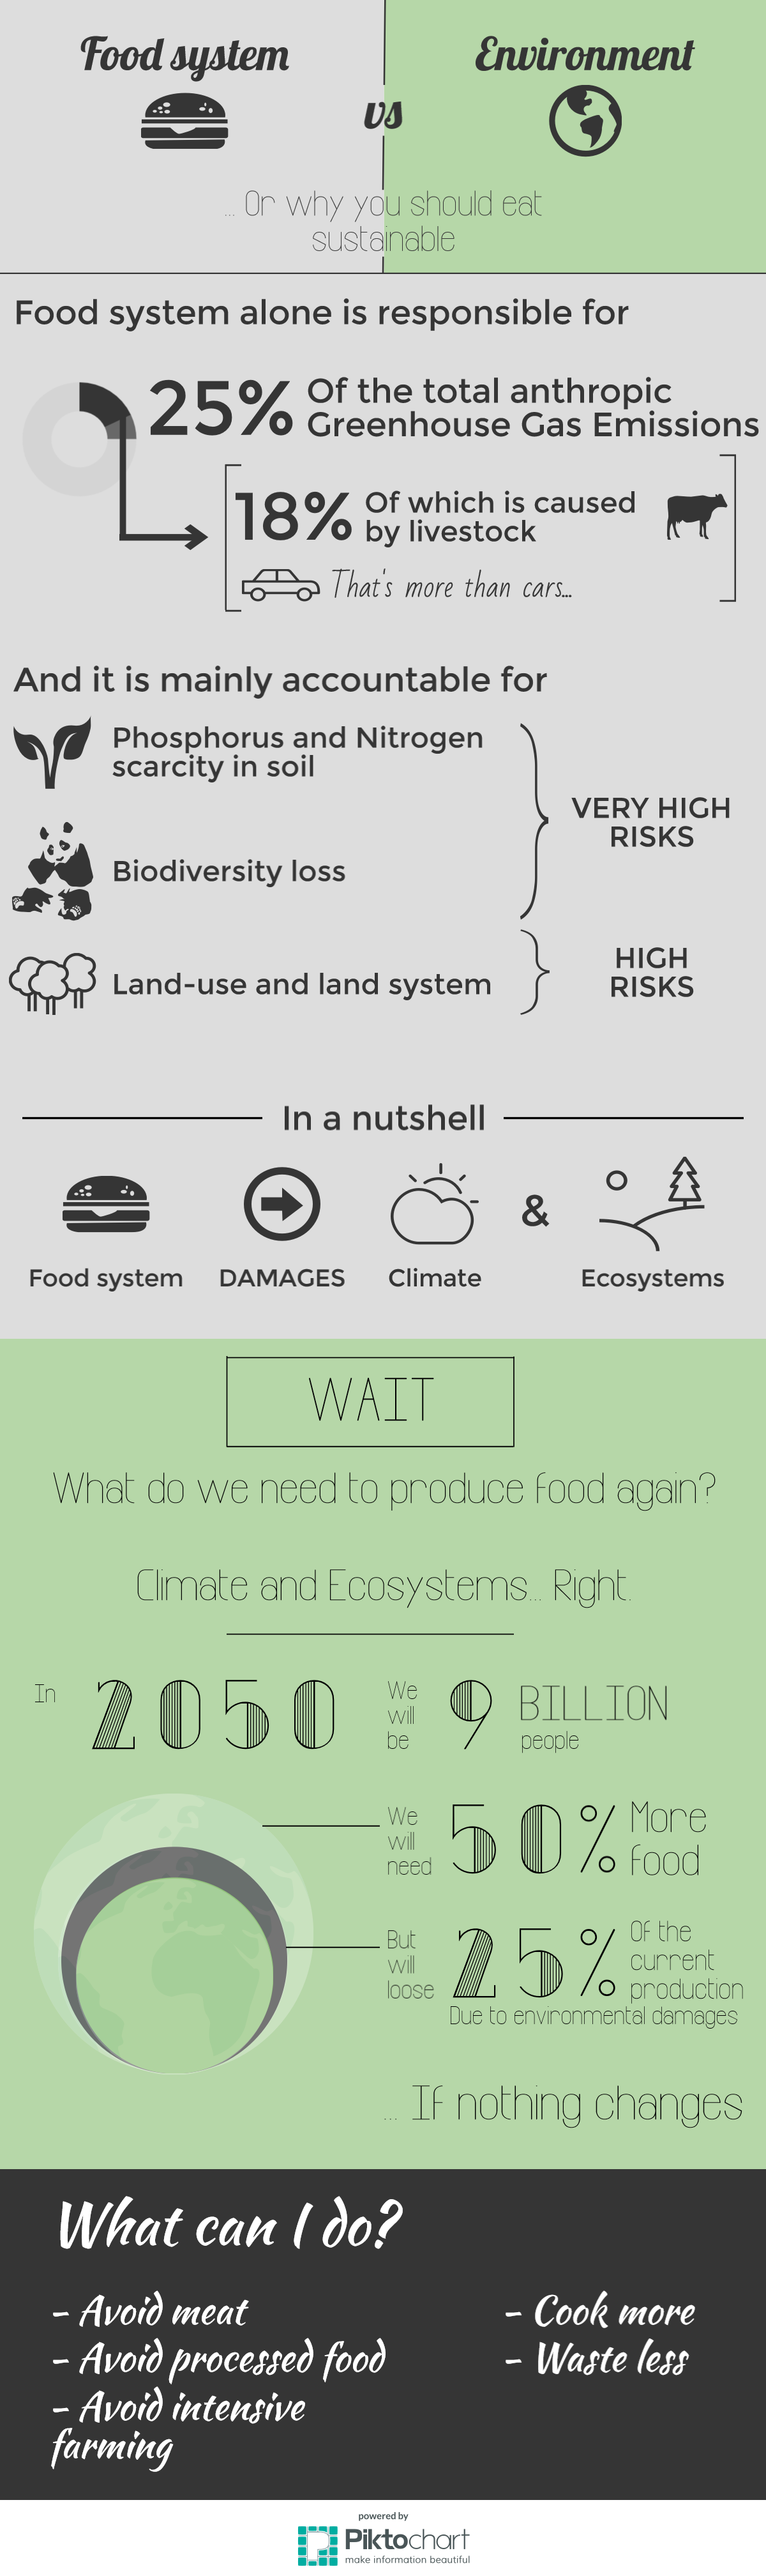 Food system
Environment
vs
... Or why you should eat
sustainable
Food system alone is responsible for
25%
Of the total anthropic
Greenhouse Gas Emissions
18%
Of which is caused
by livestock
That's more than cars...
And it is mainly accountable for
Phosphorus and Nitrogen
scarcity in soil
Biodiversity loss
VERY HIGH
RISKS
Land-use and land system
HIGH
RISKS
In a nutshell
&
Food system
DAMAGES
Climate
Ecosystems
WAIT
What do we need to produce food again?
Climate and Ecosystems... Right.
In
2050
We
will
be
9
BILLION
people
We
will
need
50%
More
food
But
will
loose
25%
Of the
current
production
Due to environmental damages
... If nothing changes
What can I do?
- Avoid meat
- Avoid processed food
- Avoid intensive
farming
- Cook more
- Waste less
powered by
Piktochart
make information beautiful